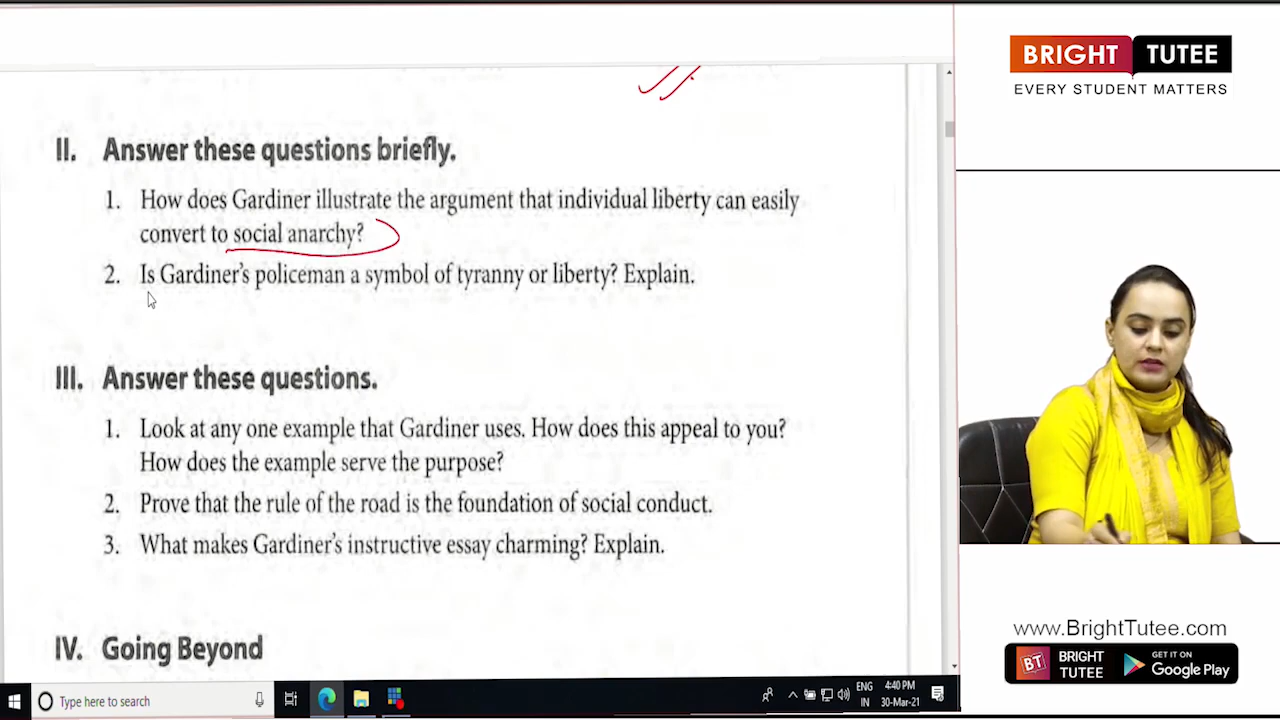 BRIGHT TUTEE
EVERY STUDENT MATTERS
II. Answer these questions briefly.
1. How does Gardiner illustrate the argument that individual liberty can easily
convert to social anarchy?
2. Is Gardiner's policeman a symbol of tyranny or liberty? Explain.
III. Answer these questions.
1. Look at any one example that Gardiner uses. How does this appeal to you?
How does the example serve the purpose?
2. Prove that the rule of the road is the foundation of social conduct.
3. What makes Gardiner's instructive essay charming? Explain.
IV. Going Beyond
www.BrightTutee.com
BT BRIGHT TUTEE GET IT ON Google Play
Type here to search
ENG
IN
4:40 PM
30-Mar-21